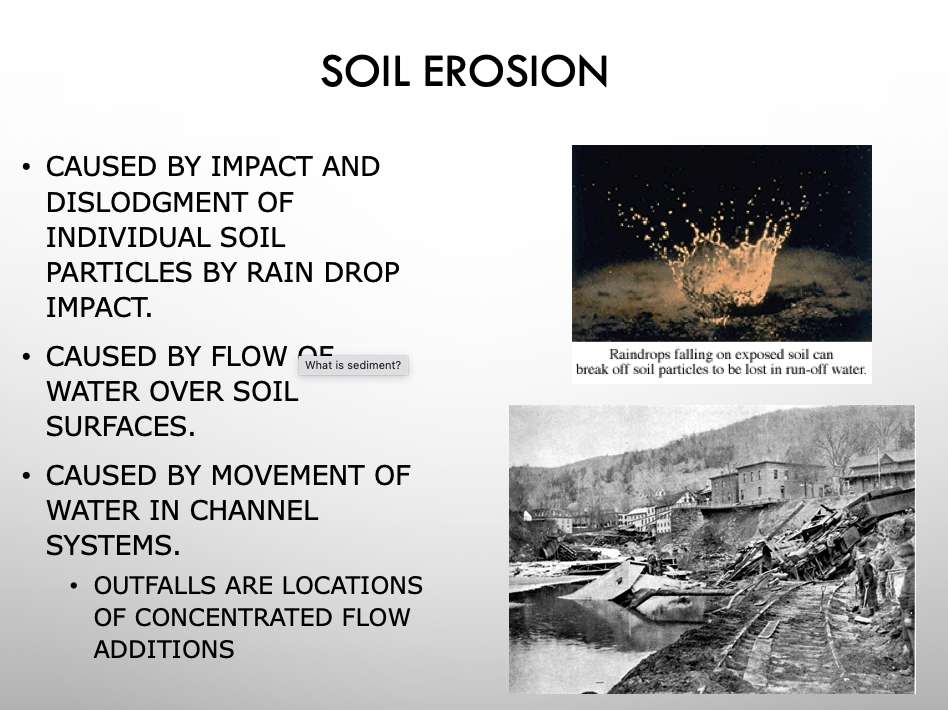 SOIL EROSION
• CAUSED BY IMPACT AND
DISLODGMENT OF
INDIVIDUAL SOIL
PARTICLES BY RAIN DROP
IMPACT.
• CAUSED BY FLOW OF
What is sediment?
WATER OVER SOIL
SURFACES.
• CAUSED BY MOVEMENT OF
WATER IN CHANNEL
SYSTEMS.
• OUTFALLS ARE LOCATIONS
OF CONCENTRATED FLOW
ADDITIONS
Raindrops falling on exposed soil can
break off soil particles to be lost in run-off water.